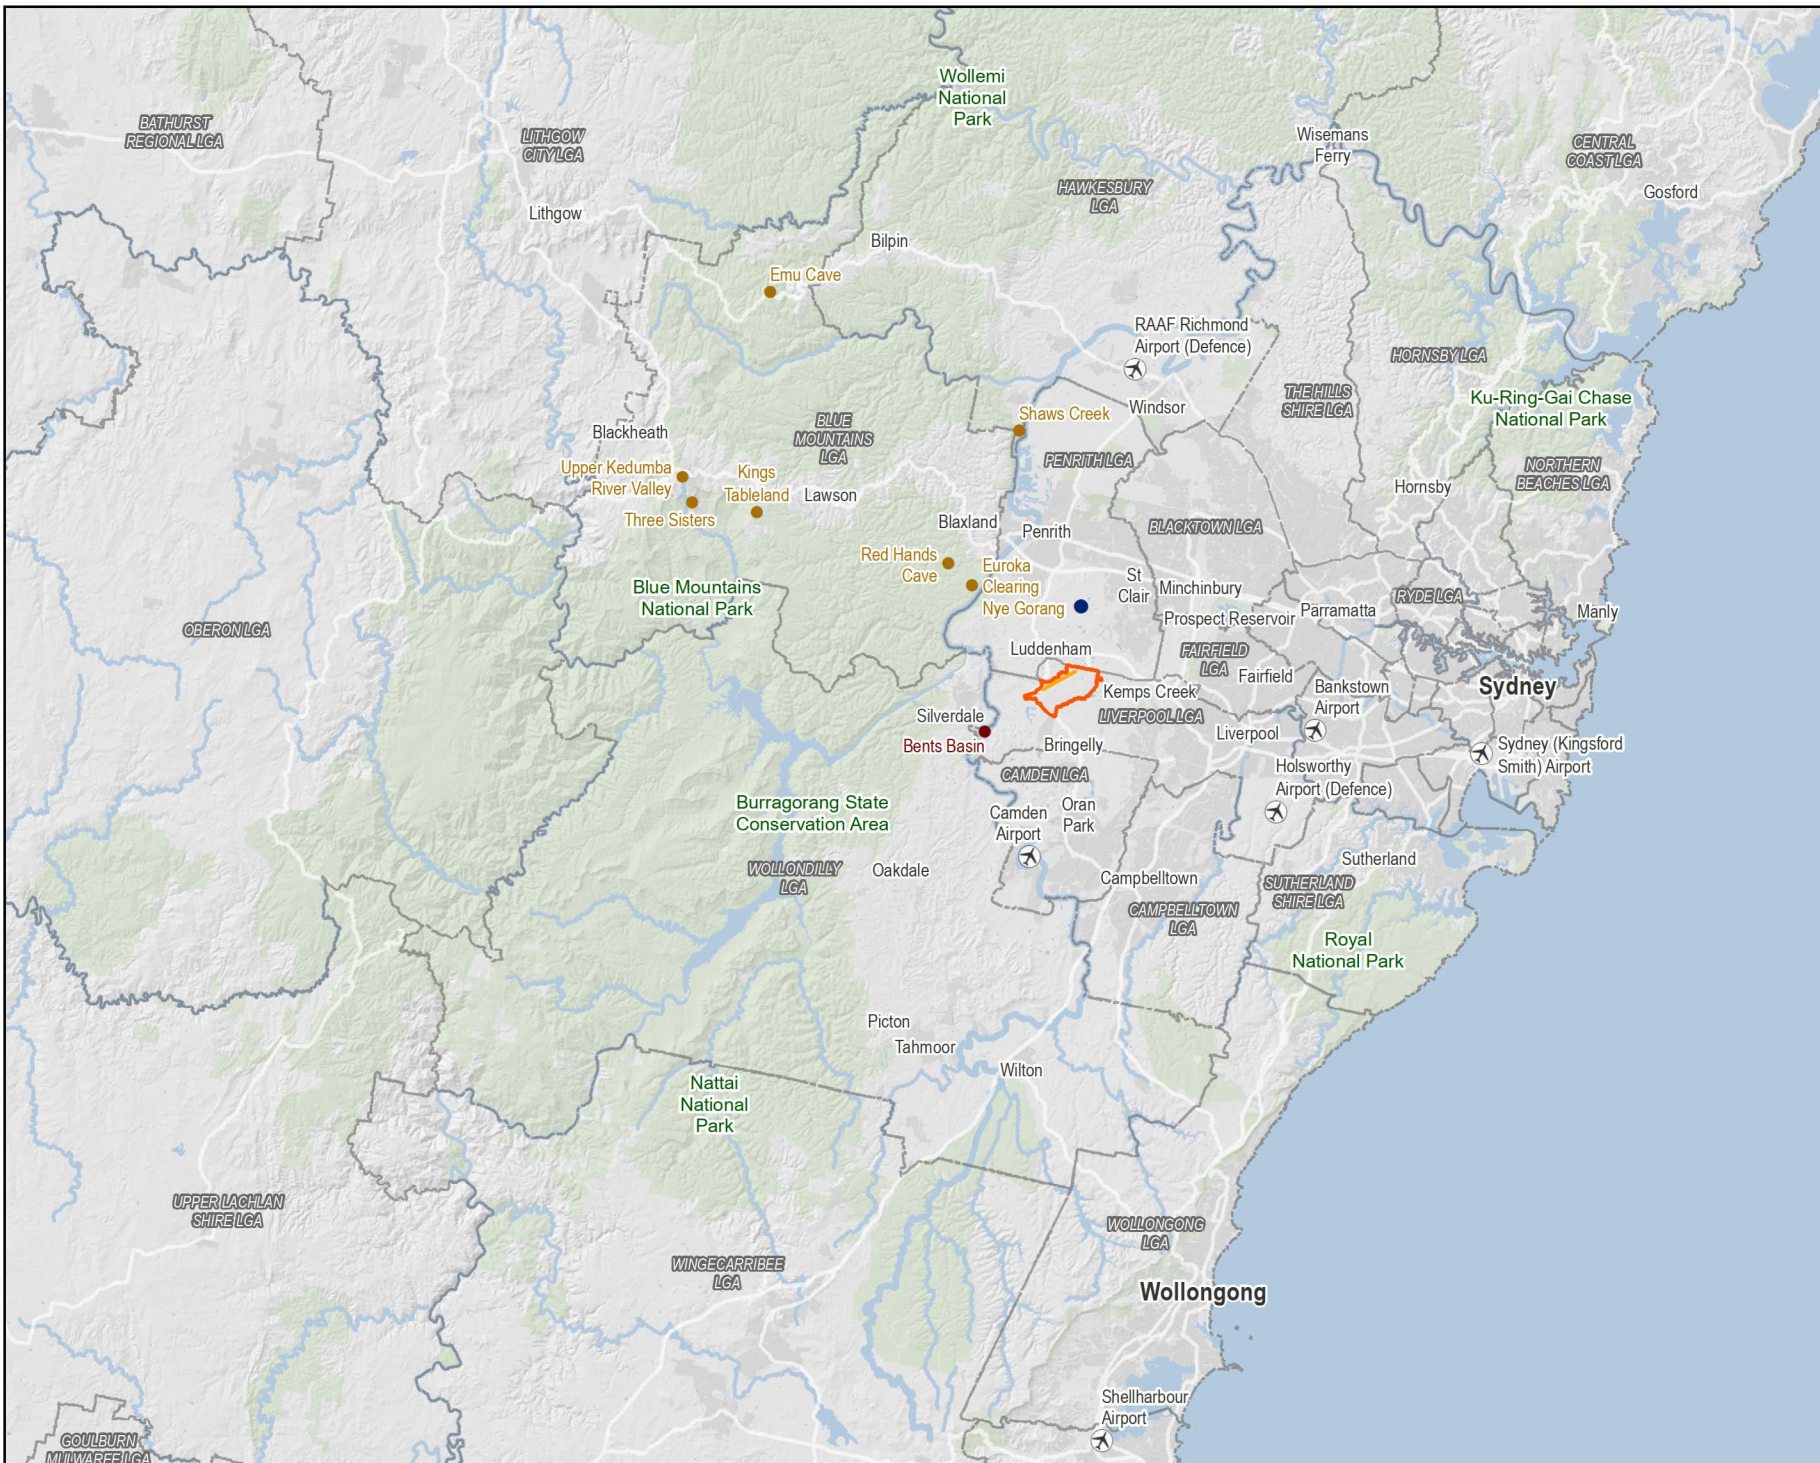 Wollemi
National
Park
BATHURST
REGIONAL LGA
LITHGOW
CITY LGA
Wisemans
Ferry
CENTRAL
COAST LGA
HAWKESBURY
LGA
Gosford
Lithgow
Bilpin
Emu Cave
RAAF Richmond
Airport (Defence)
HORNSBY LGA
THE HILLS
SHIRE LGA
Ku-Ring-Gai Chase
National Park
Shaws Creek
Windsor
BLUE
MOUNTAINS
LGA
Blackheath
PENRITH LGA
NORTHERN
BEACHES LGA
Upper Kedumba
River Valley
Kings
Tableland
Lawson
Hornsby
Three Sisters
Blaxland
Penrith
BLACKTOWN LGA
Red Hands
Cave
Euroka
Clearing
Nye Gorang
St
Clair
Minchinbury
Blue Mountains
National Park
RYDE LGA
Parramatta
Manly
Prospect Reservoir
OBERON LGA
Luddenham
FAIRFIELD
LGA
Fairfield
Kemps Creek
Bankstown
Airport
Sydney
Silverdale
LIVERPOOL LGA
Bents Basin
Bringelly
Liverpool
Sydney (Kingsford
Smith) Airport
CAMDEN LGA
Holsworthy
Airport (Defence)
Burragorang State
Conservation Area
Camden
Airport
Oran
Park
WOLLONDILLY
LGA
Oakdale
Campbelltown
Sutherland
SUTHERLAND
SHIRE LGA
CAMPBELLTOWN
LGA
Royal
National Park
Picton
Tahmoor
Wilton
Nattai
National
Park
UPPER LACHLAN
SHIRE LGA
WOLLONGONG
LGA
WINGECARRIBEE
LGA
Wollongong
Shellharbour
Airport
GOULBURN
MULWAREE LGA